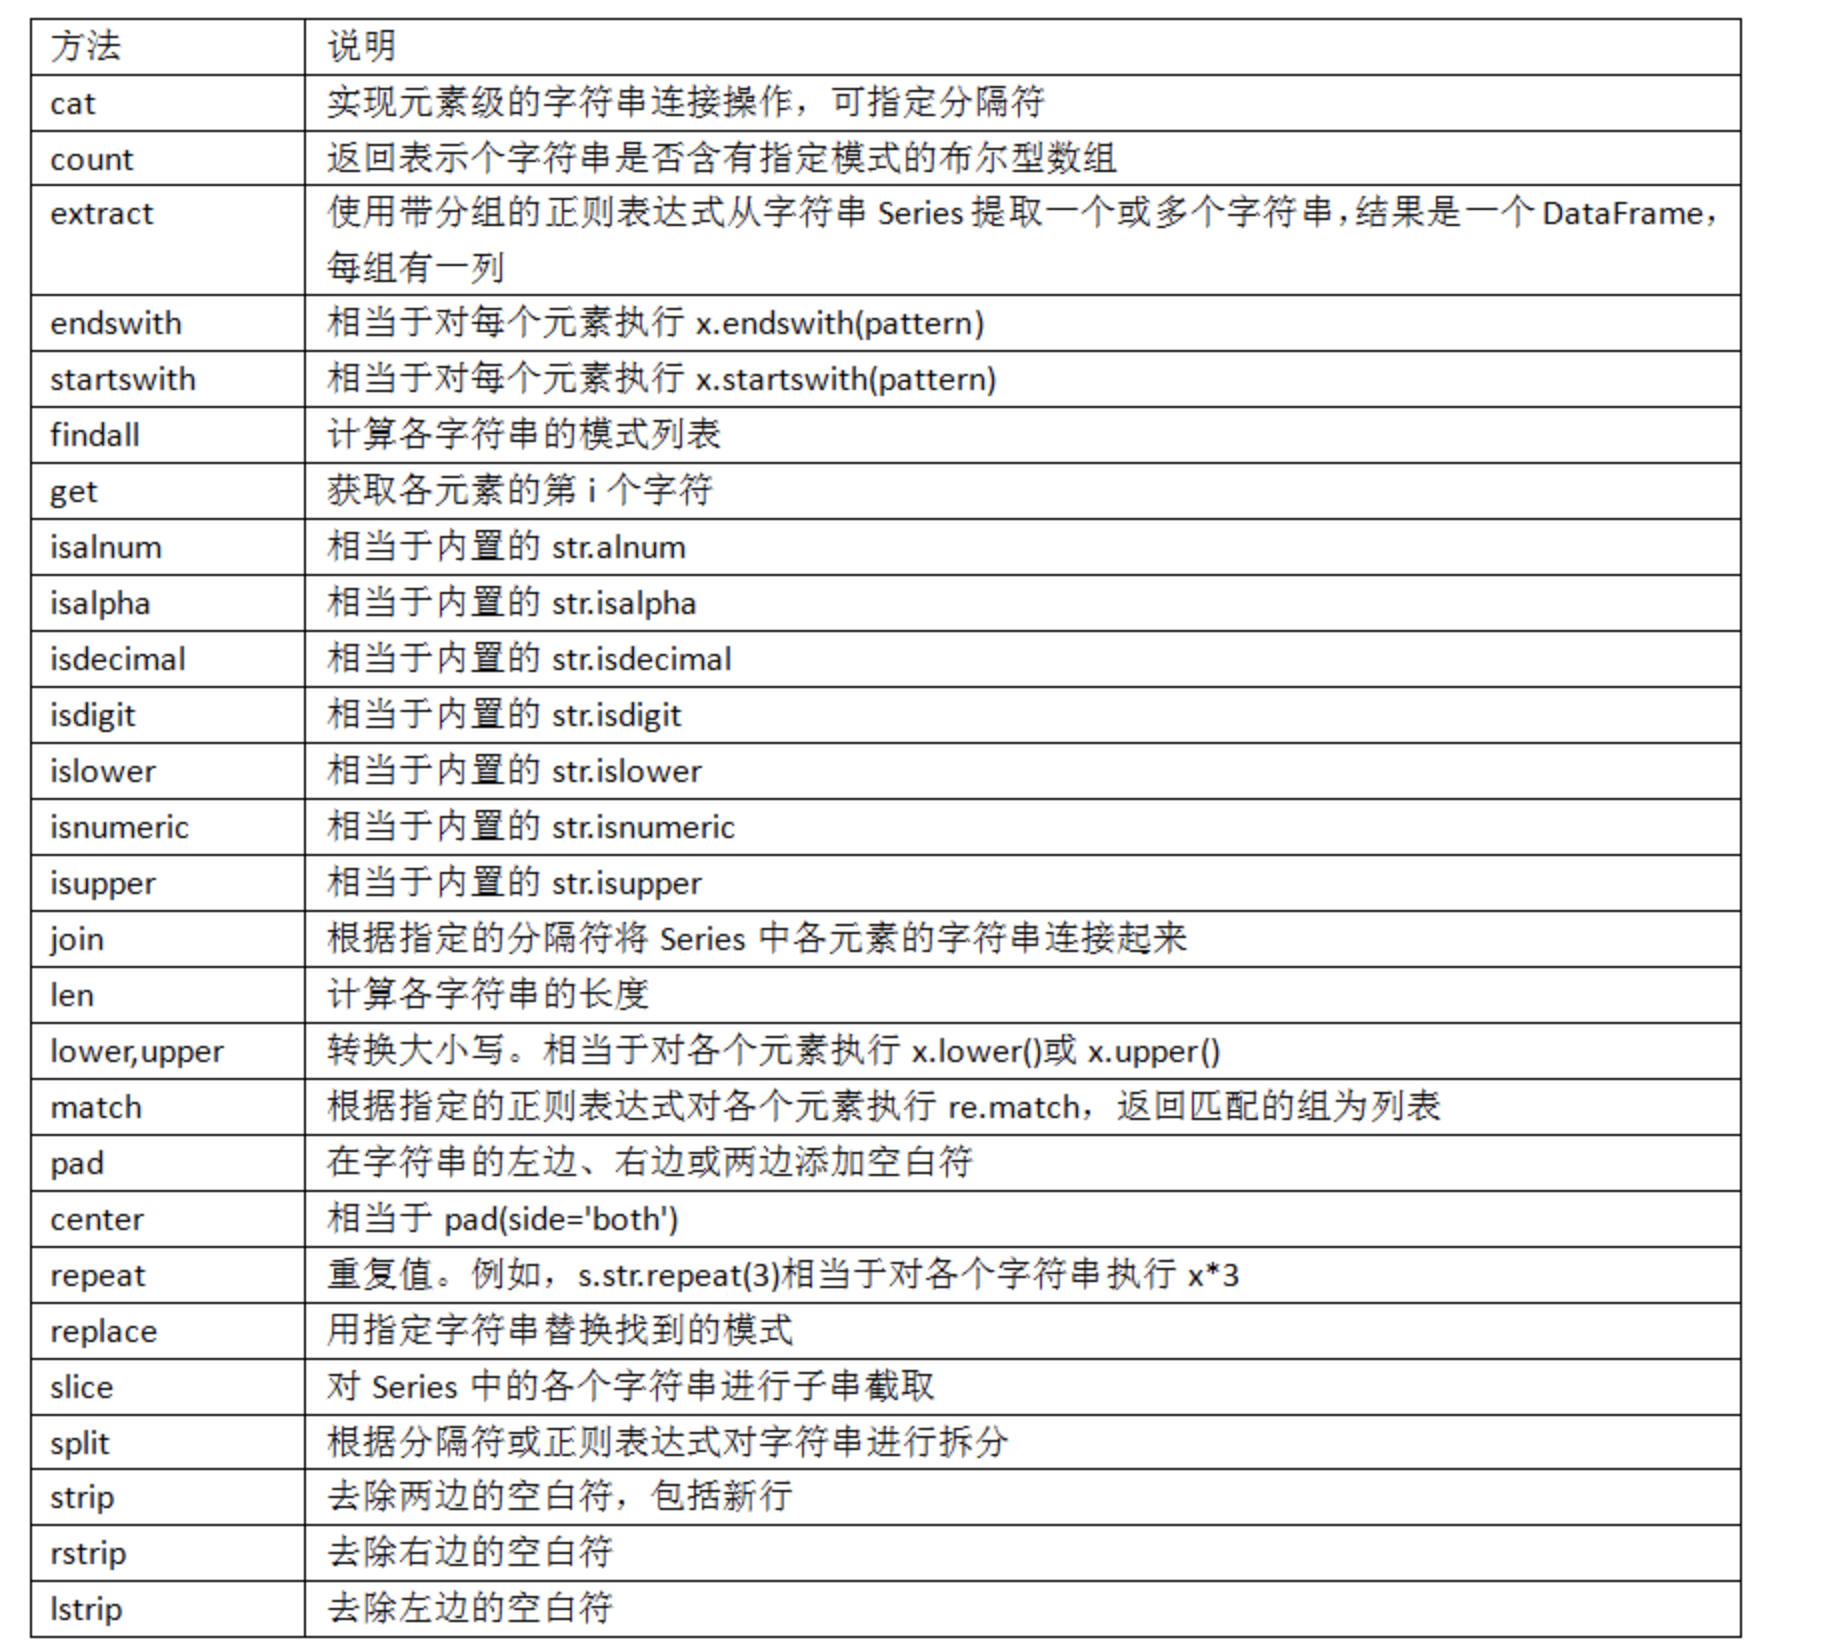 方法 说明
cat 实现元素级的字符串连接操作，可指定分隔符
count 返回表示个字符串是否含有指定模式的布尔型数组
extract 使用带分组的正则表达式从字符串 Series 提取一个或多个字符串，结果是一个 DataFrame，
每组有一列
endswith 相当于对每个元素执行 x.endswith(pattern)
startswith 相当于对每个元素执行 x.startswith(pattern)
findall 计算各字符串的模式列表
get 获取各元素的第 i 个字符
isalnum 相当于内置的 str.alnum
isalpha 相当于内置的 str.isalpha
isdecimal 相当于内置的 str.isdecimal
isdigit 相当于内置的 str.isdigit
islower 相当于内置的 str.islower
isnumeric 相当于内置的 str.isnumeric
isupper 相当于内置的 str.isupper
join 根据指定的分隔符将 Series 中各元素的字符串连接起来
len 计算各字符串的长度
lower,upper 转换大小写。相当于对各个元素执行 x.lower()或 x.upper()
match 根据指定的正则表达式对各个元素执行 re.match，返回匹配的组为列表
pad 在字符串的左边、右边或两边添加空白符
center 相当于 pad(side='both')
repeat 重复值。例如，s.str.repeat(3)相当于对各个字符串执行 x*3
replace 用指定字符串替换找到的模式
slice 对 Series 中的各个字符串进行子串截取
split 根据分隔符或正则表达式对字符串进行拆分
strip 去除两边的空白符，包括新行
rstrip 去除右边的空白符
lstrip 去除左边的空白符